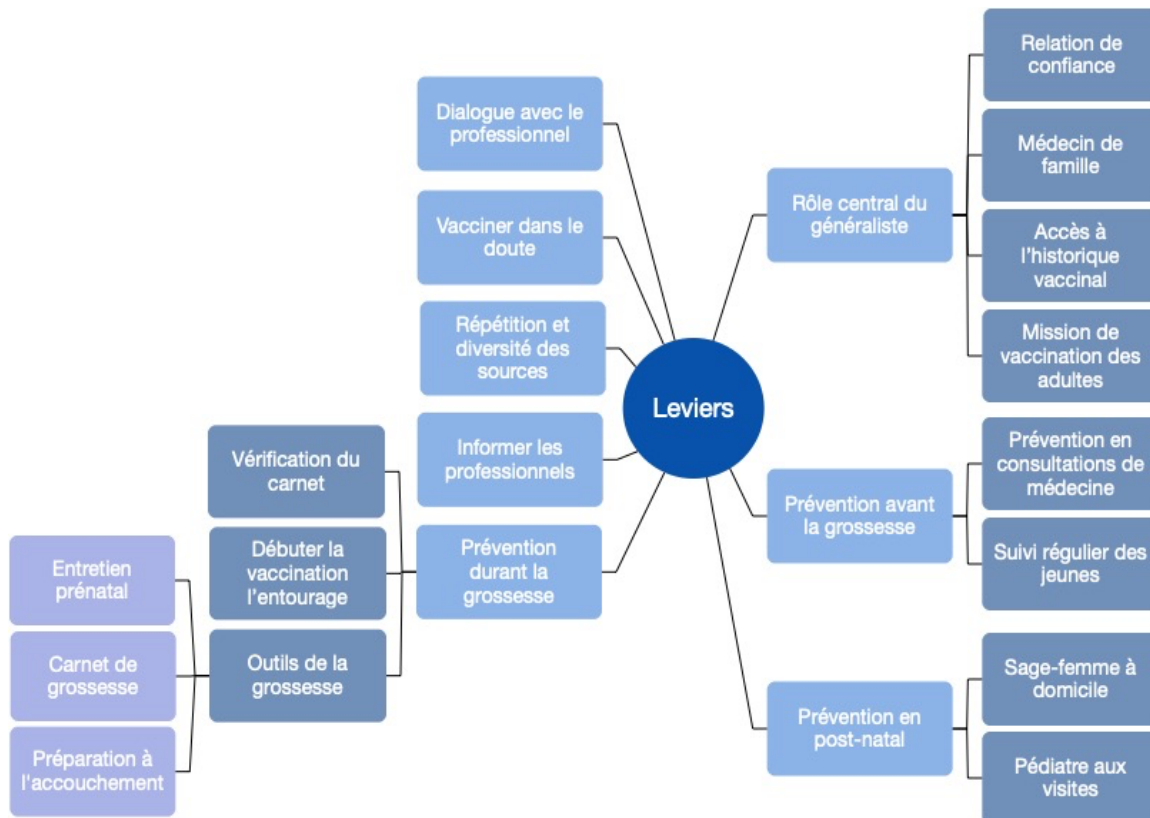 Leviers
Dialogue avec le
professionnel
Vacciner dans le
doute
Répétition et
diversité des
sources
Informer les
professionnels
Prévention
durant la
grossesse
Vérification du
carnet
Débuter la
vaccination
l'entourage
Outils de la
grossesse
Entretien
prénatal
Carnet de
grossesse
Préparation à
l'accouchement
Rôle central du
généraliste
Relation de
confiance
Médecin de
famille
Accès à
l'historique
vaccinal
Mission de
vaccination des
adultes
Prévention avant
la grossesse
Prévention en
consultations de
médecine
Suivi régulier des
jeunes
Prévention en
post-natal
Sage-femme à
domicile
Pédiatre aux
visites